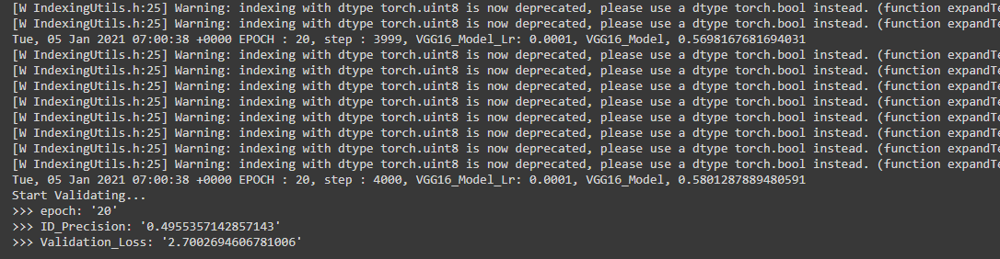 [W IndexingUtils.h:25] Warning: indexing with dtype torch.uint8 is now deprecated, please use a dtype torch.bool instead. (function expandTe
[W IndexingUtils.h:25] Warning: indexing with dtype torch.uint8 is now deprecated, please use a dtype torch.bool instead. (function expandTe
Tue, 05 Jan 2021 07:00:38 +0000 EPOCH : 20, step : 3999, VGG16_Model_Lr: 0.0001, VGG16_Model, 0.5698167681694031
[W IndexingUtils.h:25] Warning: indexing with dtype torch.uint8 is now deprecated, please use a dtype torch.bool instead. (function expandTe
[W IndexingUtils.h:25] Warning: indexing with dtype torch.uint8 is now deprecated, please use a dtype torch.bool instead. (function expandTe
[W IndexingUtils.h:25] Warning: indexing with dtype torch.uint8 is now deprecated, please use a dtype torch.bool instead. (function expandTe
[W IndexingUtils.h:25] Warning: indexing with dtype torch.uint8 is now deprecated, please use a dtype torch.bool instead. (function expandTe
[W IndexingUtils.h:25] Warning: indexing with dtype torch.uint8 is now deprecated, please use a dtype torch.bool instead. (function expandTe
[W IndexingUtils.h:25] Warning: indexing with dtype torch.uint8 is now deprecated, please use a dtype torch.bool instead. (function expandTe
[W IndexingUtils.h:25] Warning: indexing with dtype torch.uint8 is now deprecated, please use a dtype torch.bool instead. (function expandTe
[W IndexingUtils.h:25] Warning: indexing with dtype torch.uint8 is now deprecated, please use a dtype torch.bool instead. (function expandTe
Tue, 05 Jan 2021 07:00:38 +0000 EPOCH : 20, step : 4000, VGG16_Model_Lr: 0.0001, VGG16_Model, 0.5801287889480591
Start Validating...
>>> epoch: '20'
>>> ID_Precision: '0.4955357142857143'
>>> Validation_Loss: '2.7002694606781006'